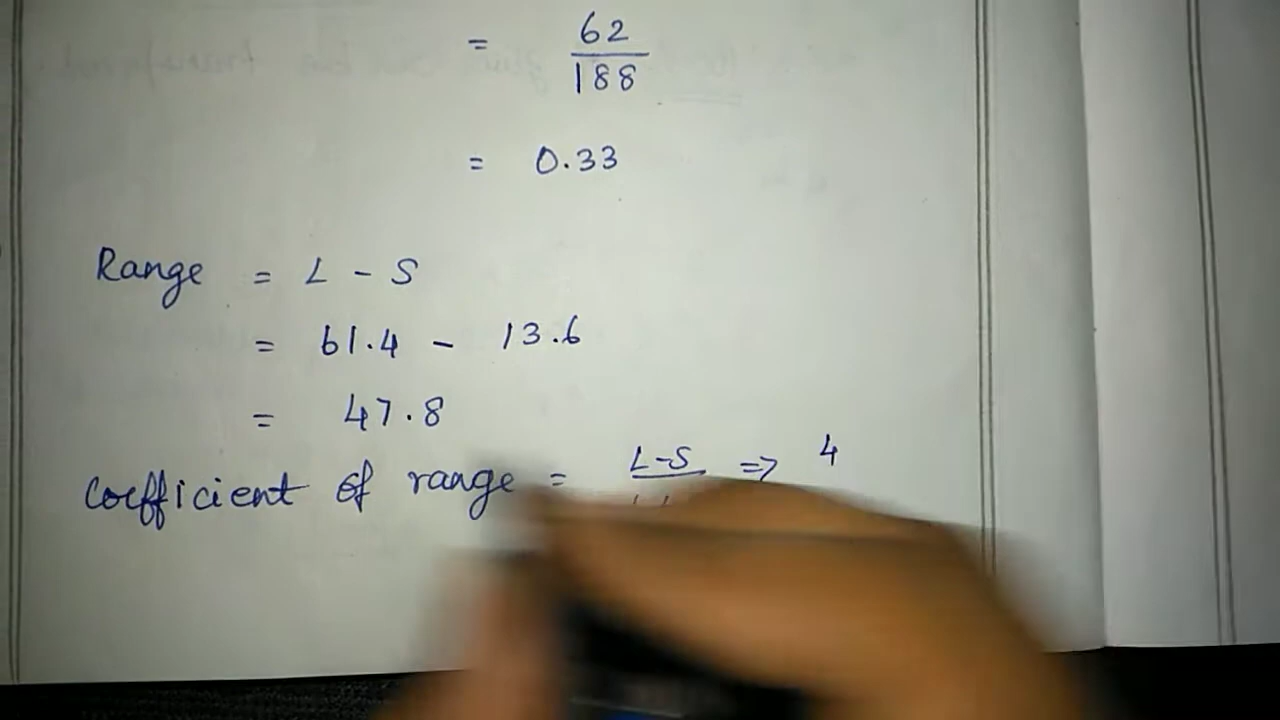 = 62
188
= 0.33
Range = L - S
= 61.4 - 13.6
= 47.8
Coefficient of range = L-S => 4